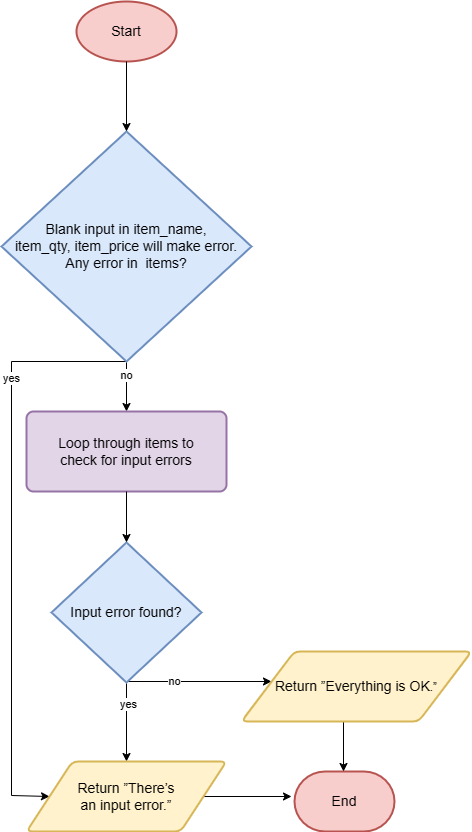 Start
Blank input in item_name,
item_qty, item_price will make error.
Any error in  items?
yes
no
Loop through items to
check for input errors
Input error found?
no
Return ”Everything is OK.”
yes
Return ”There’s
an input error.”
End